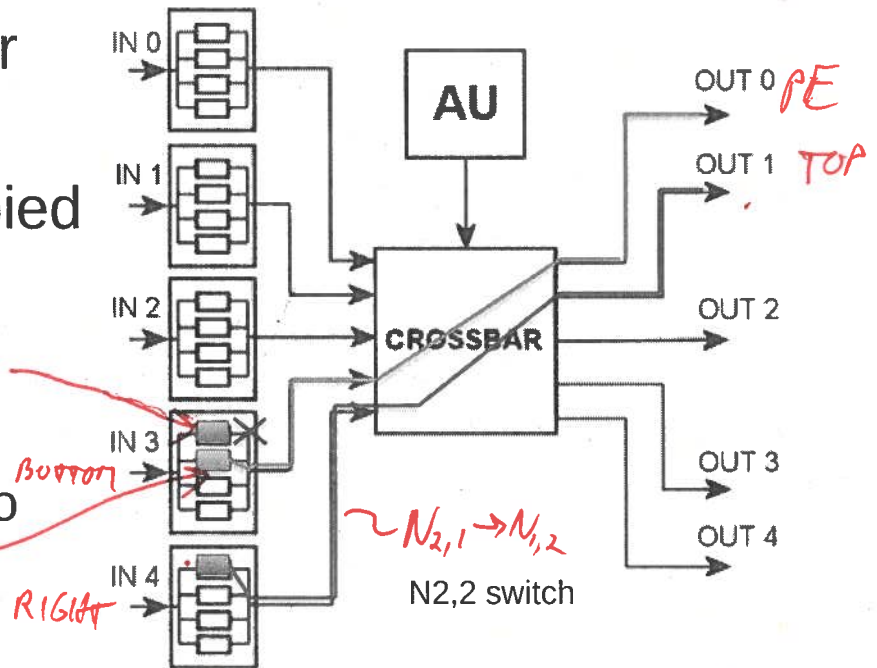 r
IN 0
AU
OUT 0 PE
IN 1
OUT 1 TOP
ied
IN 2
CROSSBAR
OUT 2
IN 3
BOTTOM
OUT 3
o
N2,1 → N1,2
OUT 4
IN 4
N2,2 switch
RIGHT